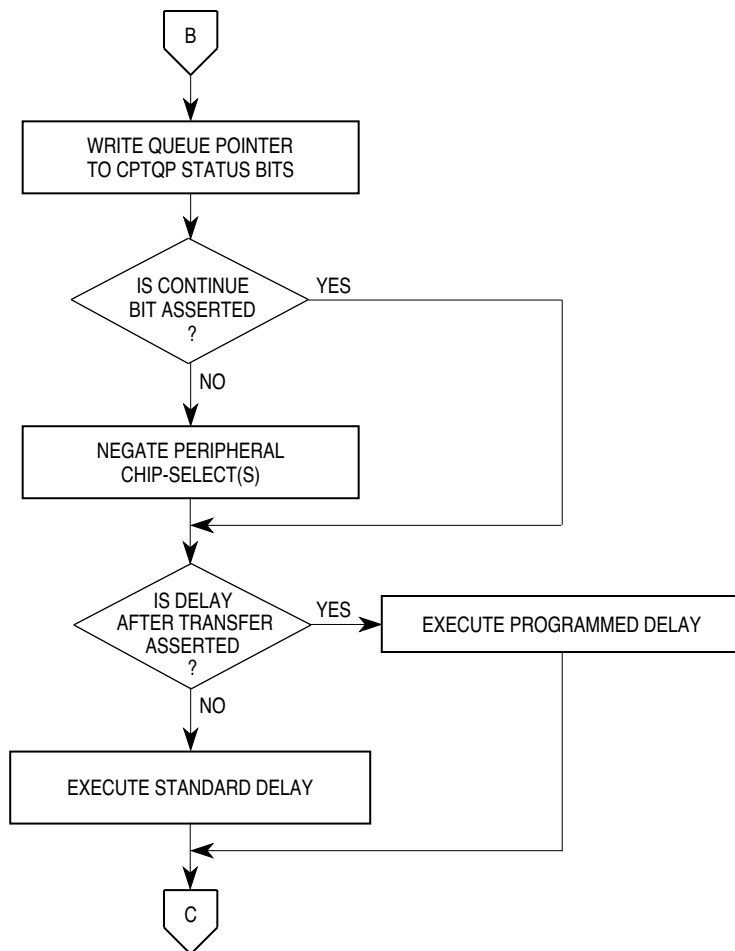 B
WRITE QUEUE POINTER
TO CPTQP STATUS BITS
IS CONTINUE
BIT ASSERTED
?
YES
NO
NEGATE PERIPHERAL
CHIP-SELECT(S)
IS DELAY
AFTER TRANSFER
ASSERTED
?
YES
EXECUTE PROGRAMMED DELAY
NO
EXECUTE STANDARD DELAY
C